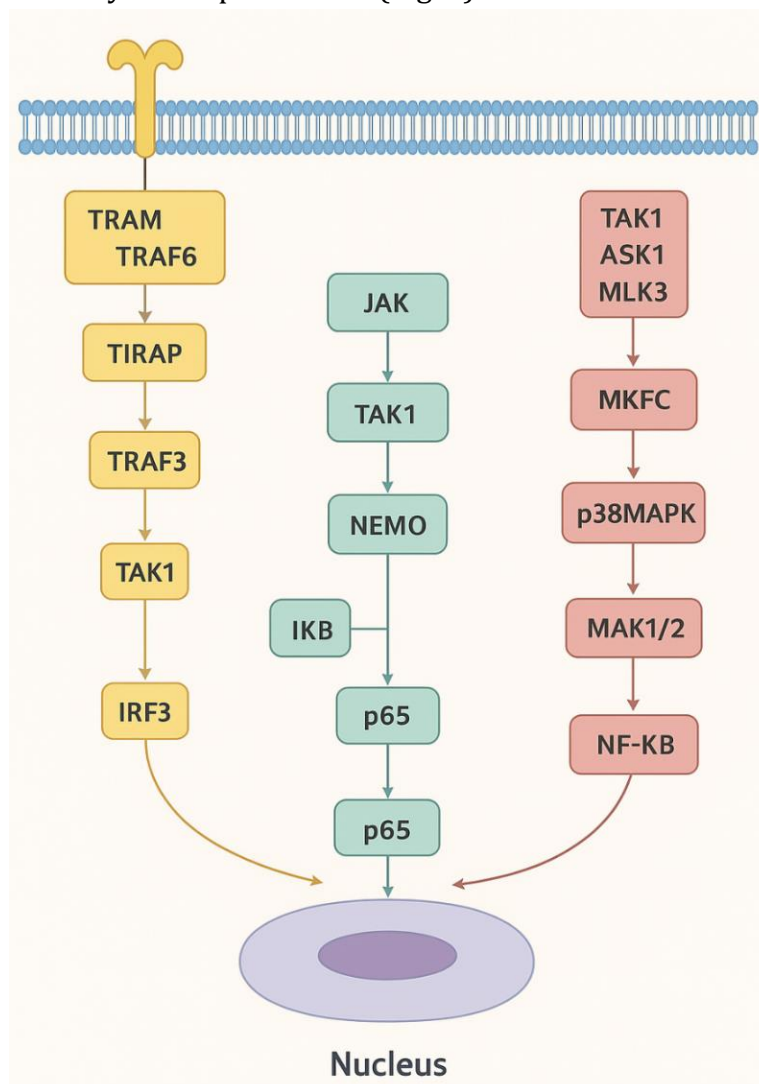 TRAM
TRAF6
TIRAP
TRAF3
TAK1
IRF3
JAK
TAK1
NEMO
IKB
p65
p65
TAK1
ASK1
MLK3
MKFC
p38MAPK
MAK1/2
NF-KB
Nucleus